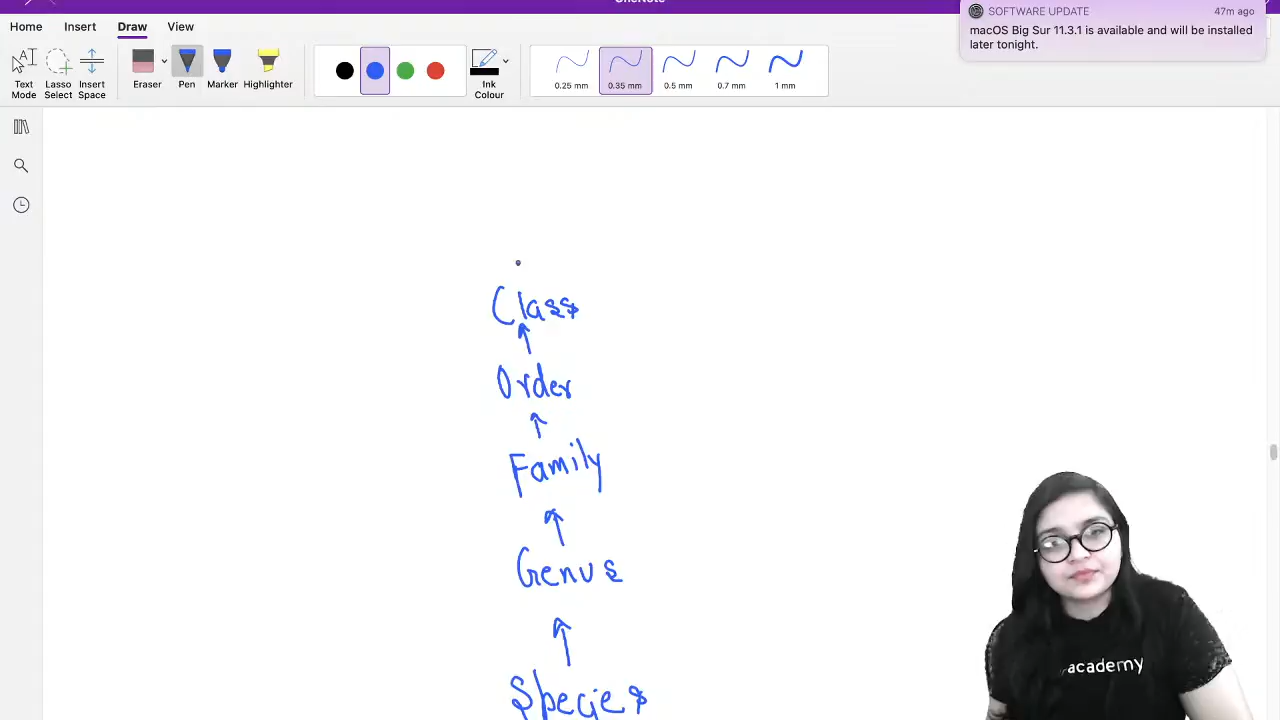 OneNote
Home Insert Draw View
SOFTWARE UPDATE 47m ago
macOS Big Sur 11.3.1 is available and will be installed
later tonight.
Text
Mode
Lasso
Select
Insert
Space
Eraser
Pen
Marker
Highlighter
Ink
Colour
0.25 mm
0.35 mm
0.5 mm
0.7 mm
1 mm
Class
Order
Family
Genus
Species
academy